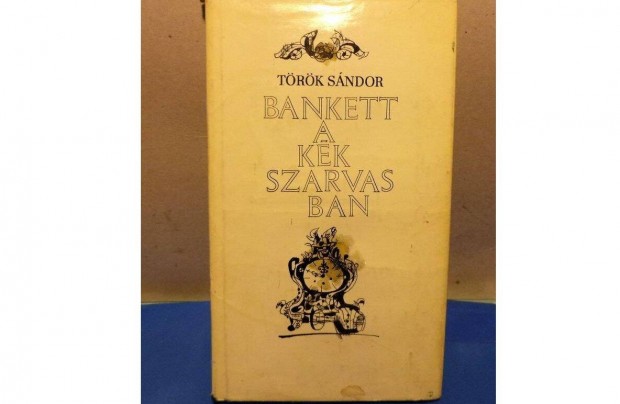 TÖRÖK SÁNDOR
BANKETT
A
KÉK
SZARVAS
BAN